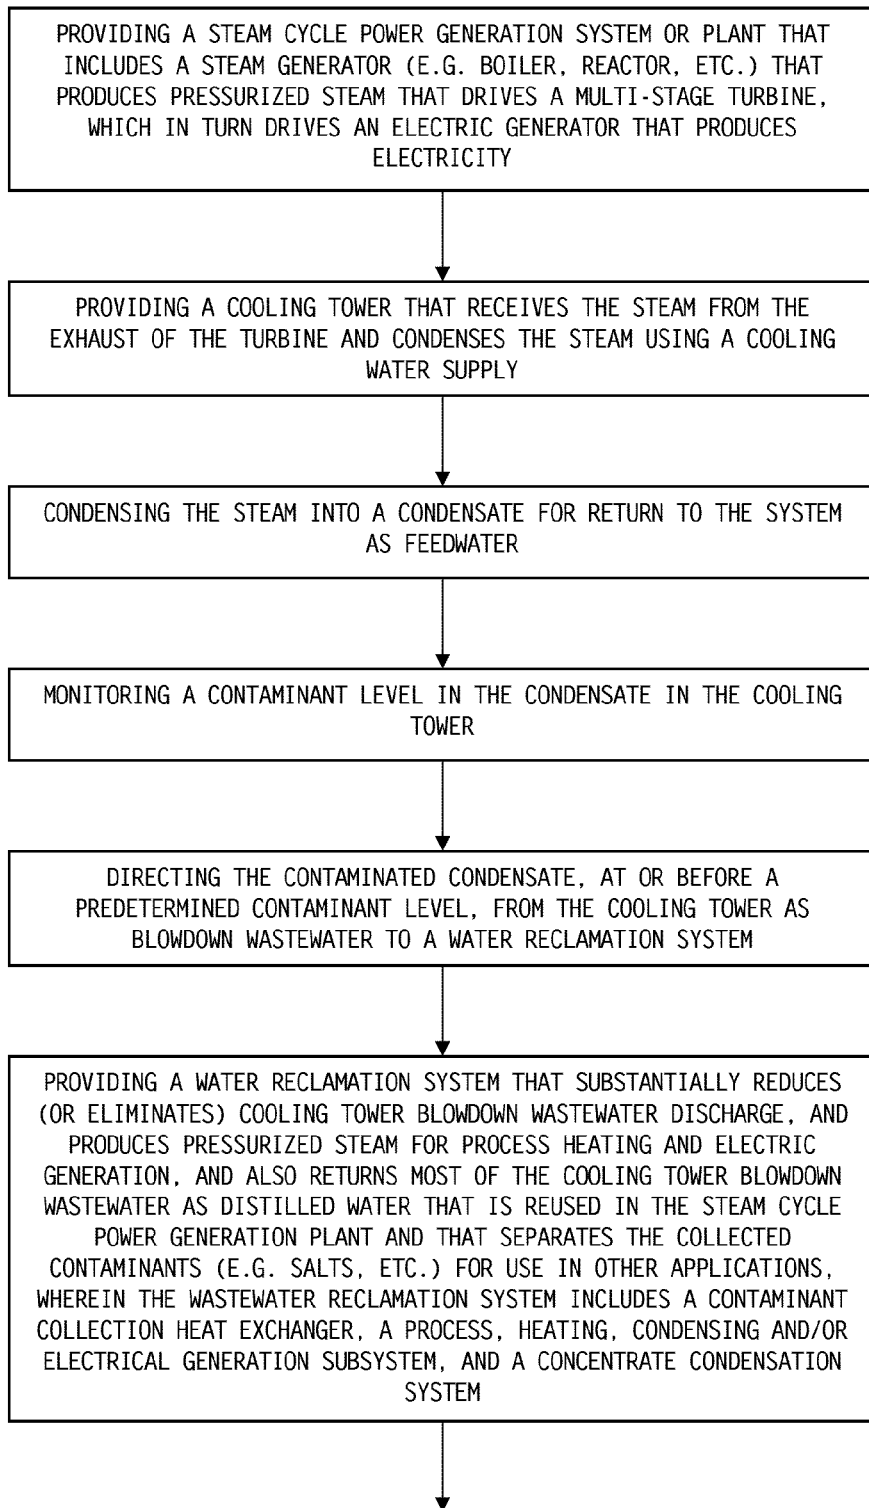 PROVIDING A STEAM CYCLE POWER GENERATION SYSTEM OR PLANT THAT
INCLUDES A STEAM GENERATOR (E.G. BOILER, REACTOR, ETC.) THAT
PRODUCES PRESSURIZED STEAM THAT DRIVES A MULTI-STAGE TURBINE,
WHICH IN TURN DRIVES AN ELECTRIC GENERATOR THAT PRODUCES
ELECTRICITY
PROVIDING A COOLING TOWER THAT RECEIVES THE STEAM FROM THE
EXHAUST OF THE TURBINE AND CONDENSES THE STEAM USING A COOLING
WATER SUPPLY
CONDENSING THE STEAM INTO A CONDENSATE FOR RETURN TO THE SYSTEM
AS FEEDWATER
MONITORING A CONTAMINANT LEVEL IN THE CONDENSATE IN THE COOLING
TOWER
DIRECTING THE CONTAMINATED CONDENSATE, AT OR BEFORE A
PREDETERMINED CONTAMINANT LEVEL, FROM THE COOLING TOWER AS
BLOWDOWN WASTEWATER TO A WATER RECLAMATION SYSTEM
PROVIDING A WATER RECLAMATION SYSTEM THAT SUBSTANTIALLY REDUCES
(OR ELIMINATES) COOLING TOWER BLOWDOWN WASTEWATER DISCHARGE, AND
PRODUCES PRESSURIZED STEAM FOR PROCESS HEATING AND ELECTRIC
GENERATION, AND ALSO RETURNS MOST OF THE COOLING TOWER BLOWDOWN
WASTEWATER AS DISTILLED WATER THAT IS REUSED IN THE STEAM CYCLE
POWER GENERATION PLANT AND THAT SEPARATES THE COLLECTED
CONTAMINANTS (E.G. SALTS, ETC.) FOR USE IN OTHER APPLICATIONS,
WHEREIN THE WASTEWATER RECLAMATION SYSTEM INCLUDES A CONTAMINANT
COLLECTION HEAT EXCHANGER, A PROCESS, HEATING, CONDENSING AND/OR
ELECTRICAL GENERATION SUBSYSTEM, AND A CONCENTRATE CONDENSATION
SYSTEM